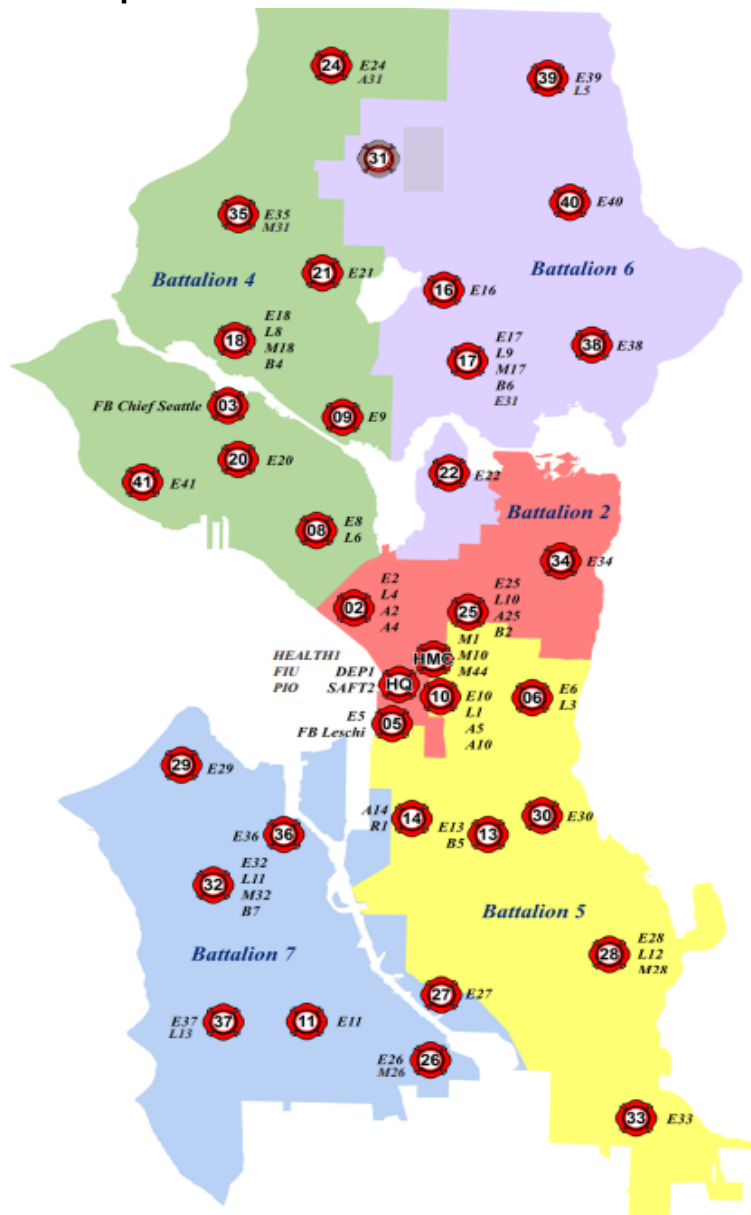 24
E24
A31
39
E39
L5
31
40
E40
35
E35
M31
Battalion 4
21
E21
Battalion 6
16
E16
18
E18
L8
M18
B4
17
E17
L9
M17
B6
E31
38
E38
FB Chief Seattle
03
09
E9
20
E20
41
E41
22
E22
08
E8
L6
Battalion 2
34
E34
02
E2
L4
A2
A4
25
E25
L10
A25
B2
HMC
M1
M10
M44
HEALTH1
FIU
PIO
DEP1
SAFT2
HQ
10
E10
L1
A5
A10
06
E6
L3
E5
FB Leschi
05
29
E29
A14
R1
14
E13
B5
13
30
E30
E36
36
32
E32
L11
M32
B7
Battalion 5
Battalion 7
28
E28
L12
M28
27
E27
E37
L13
37
11
E11
E26
M26
26
33
E33